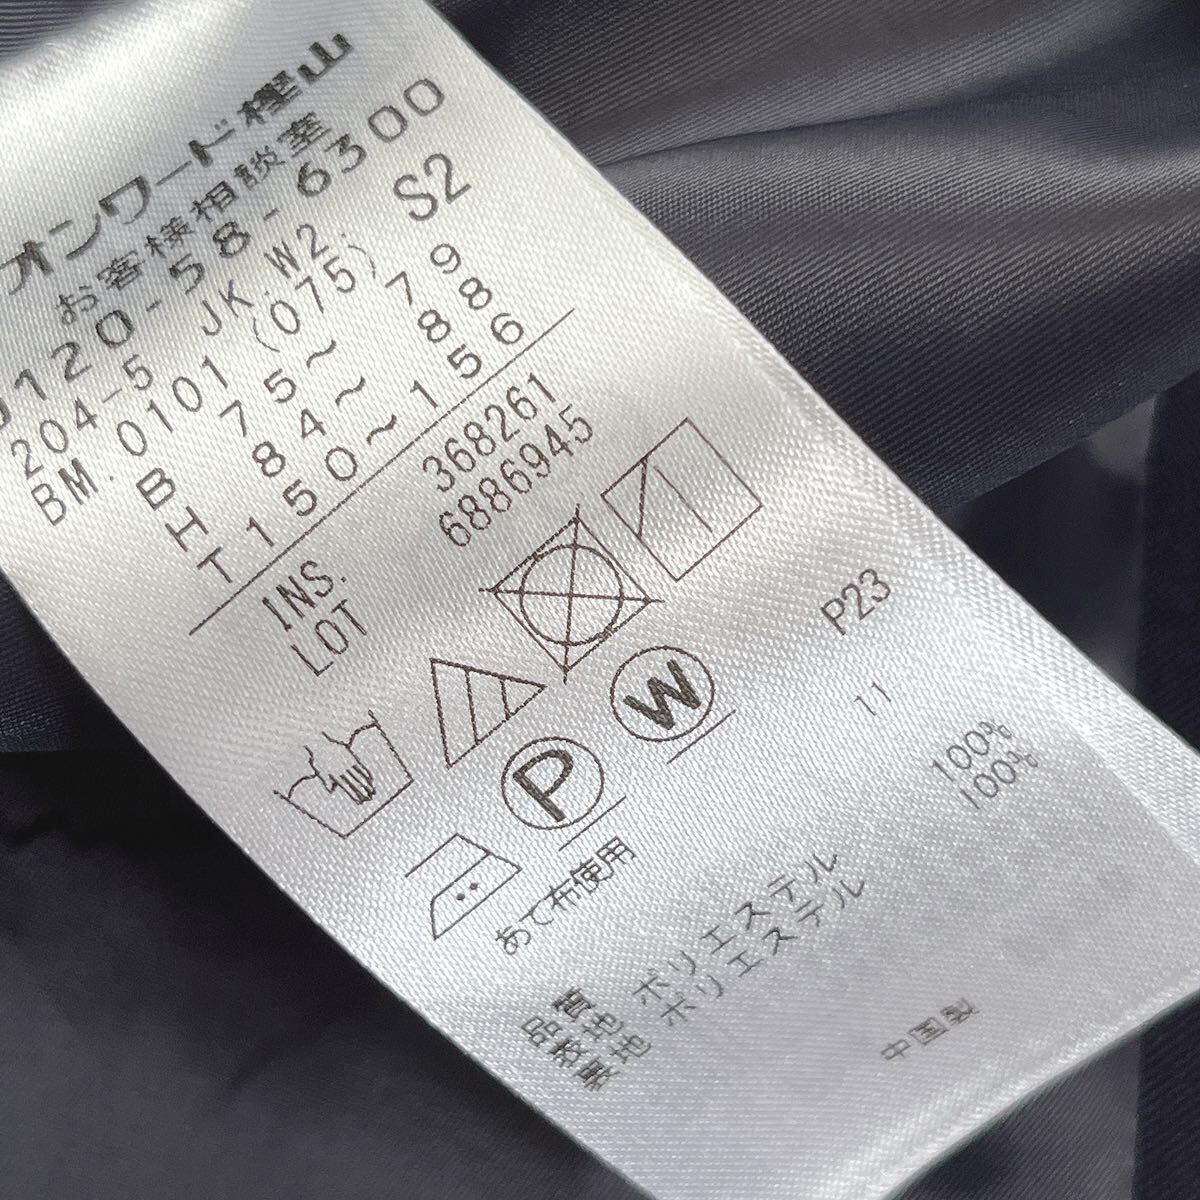 オンワード樫山
お客様相談室
0120-58-6300
204-5 JK.W2. S2
BM.0101 (075)
B 75～ 79
H 84～ 88
T 150～156
INS. 368261
LOT 6886945
P
W
あて布使用
P23
11
品質
表地 ポリエステル 100%
裏地 ポリエステル 100%
中国製